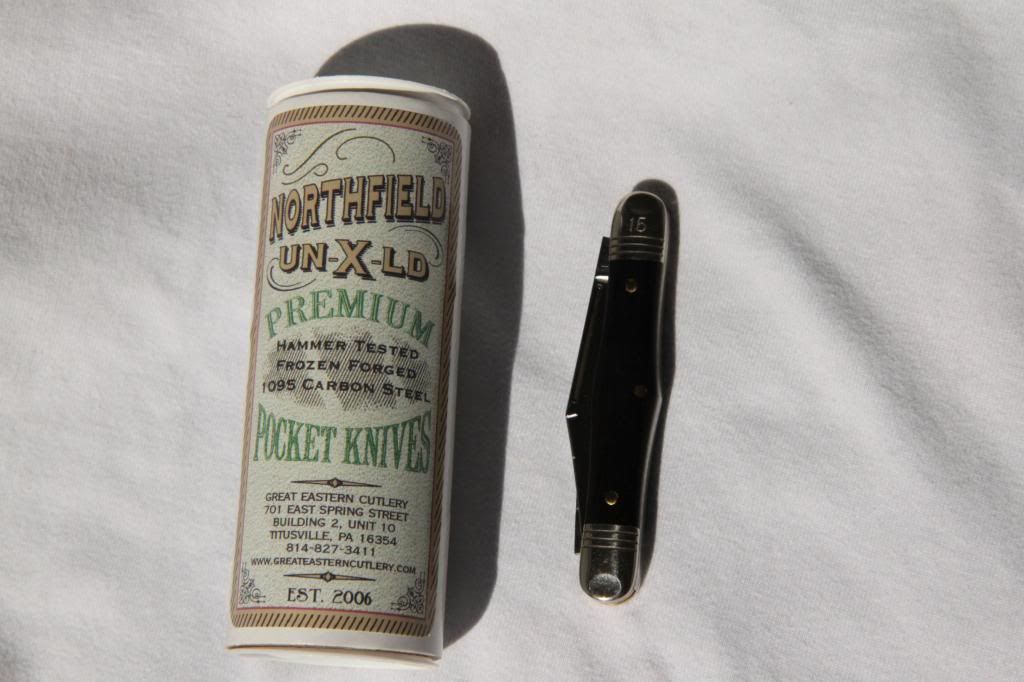 NORTHFIELD
UN-X-LD
PREMIUM
HAMMER TESTED
FROZEN FORGED
1095 CARBON STEEL
POCKET KNIVES
GREAT EASTERN CUTLERY
701 EAST SPRING STREET
BUILDING 2, UNIT 10
TITUSVILLE, PA 16354
814-827-3411
WWW.GREATEASTERNCUTLERY.COM
EST. 2006
15